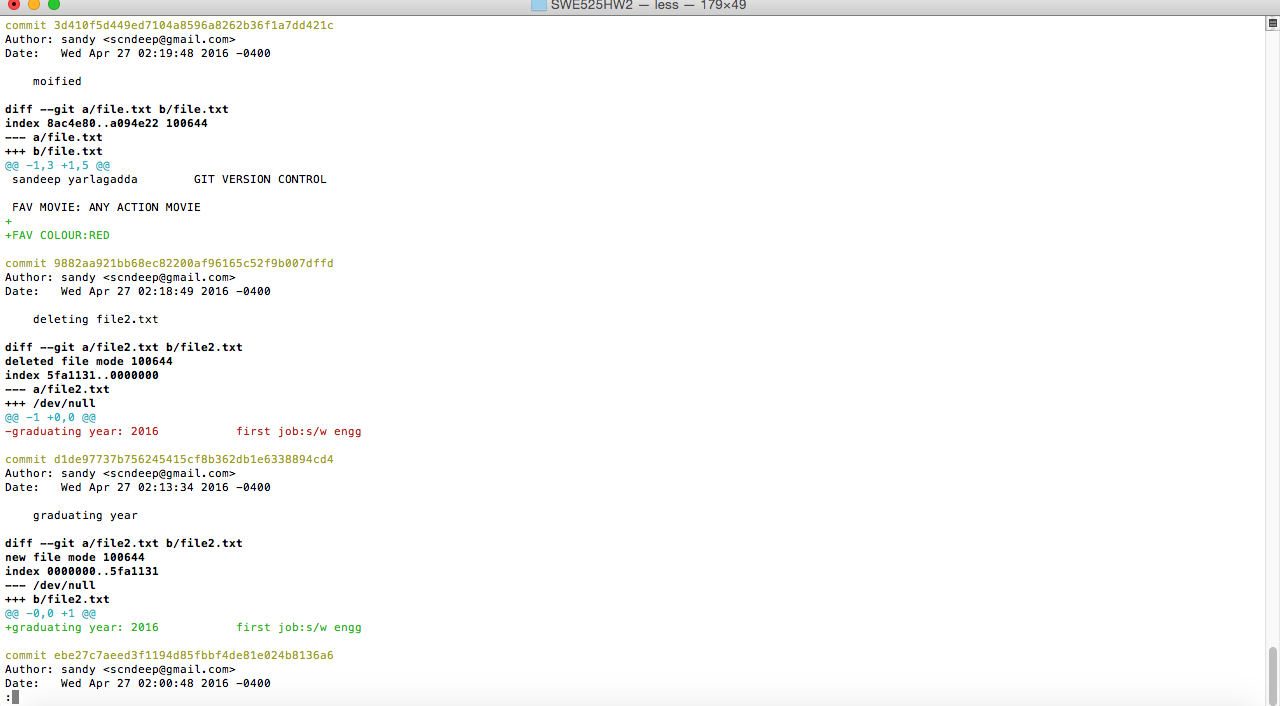 SWE525HW2 — less — 179×49
commit 3d410f5d449ed7104a8596a8262b36f1a7dd421c
Author: sandy <scndeep@gmail.com>
Date:   Wed Apr 27 02:19:48 2016 -0400
    moified
diff --git a/file.txt b/file.txt
index 8ac4e80..a094e22 100644
--- a/file.txt
+++ b/file.txt
@@ -1,3 +1,5 @@
 sandeep yarlagadda        GIT VERSION CONTROL
 FAV MOVIE: ANY ACTION MOVIE
+
+FAV COLOUR:RED
commit 9882aa921bb68ec82200af96165c52f9b007dffd
Author: sandy <scndeep@gmail.com>
Date:   Wed Apr 27 02:18:49 2016 -0400
    deleting file2.txt
diff --git a/file2.txt b/file2.txt
deleted file mode 100644
index 5fa1131..0000000
--- a/file2.txt
+++ /dev/null
@@ -1 +0,0 @@
-graduating year: 2016           first job:s/w engg
commit d1de97737b756245415cf8b362db1e6338894cd4
Author: sandy <scndeep@gmail.com>
Date:   Wed Apr 27 02:13:34 2016 -0400
    graduating year
diff --git a/file2.txt b/file2.txt
new file mode 100644
index 0000000..5fa1131
--- /dev/null
+++ b/file2.txt
@@ -0,0 +1 @@
+graduating year: 2016           first job:s/w engg
commit ebe27c7aeed3f1194d85fbbf4de81e024b8136a6
Author: sandy <scndeep@gmail.com>
Date:   Wed Apr 27 02:00:48 2016 -0400
: